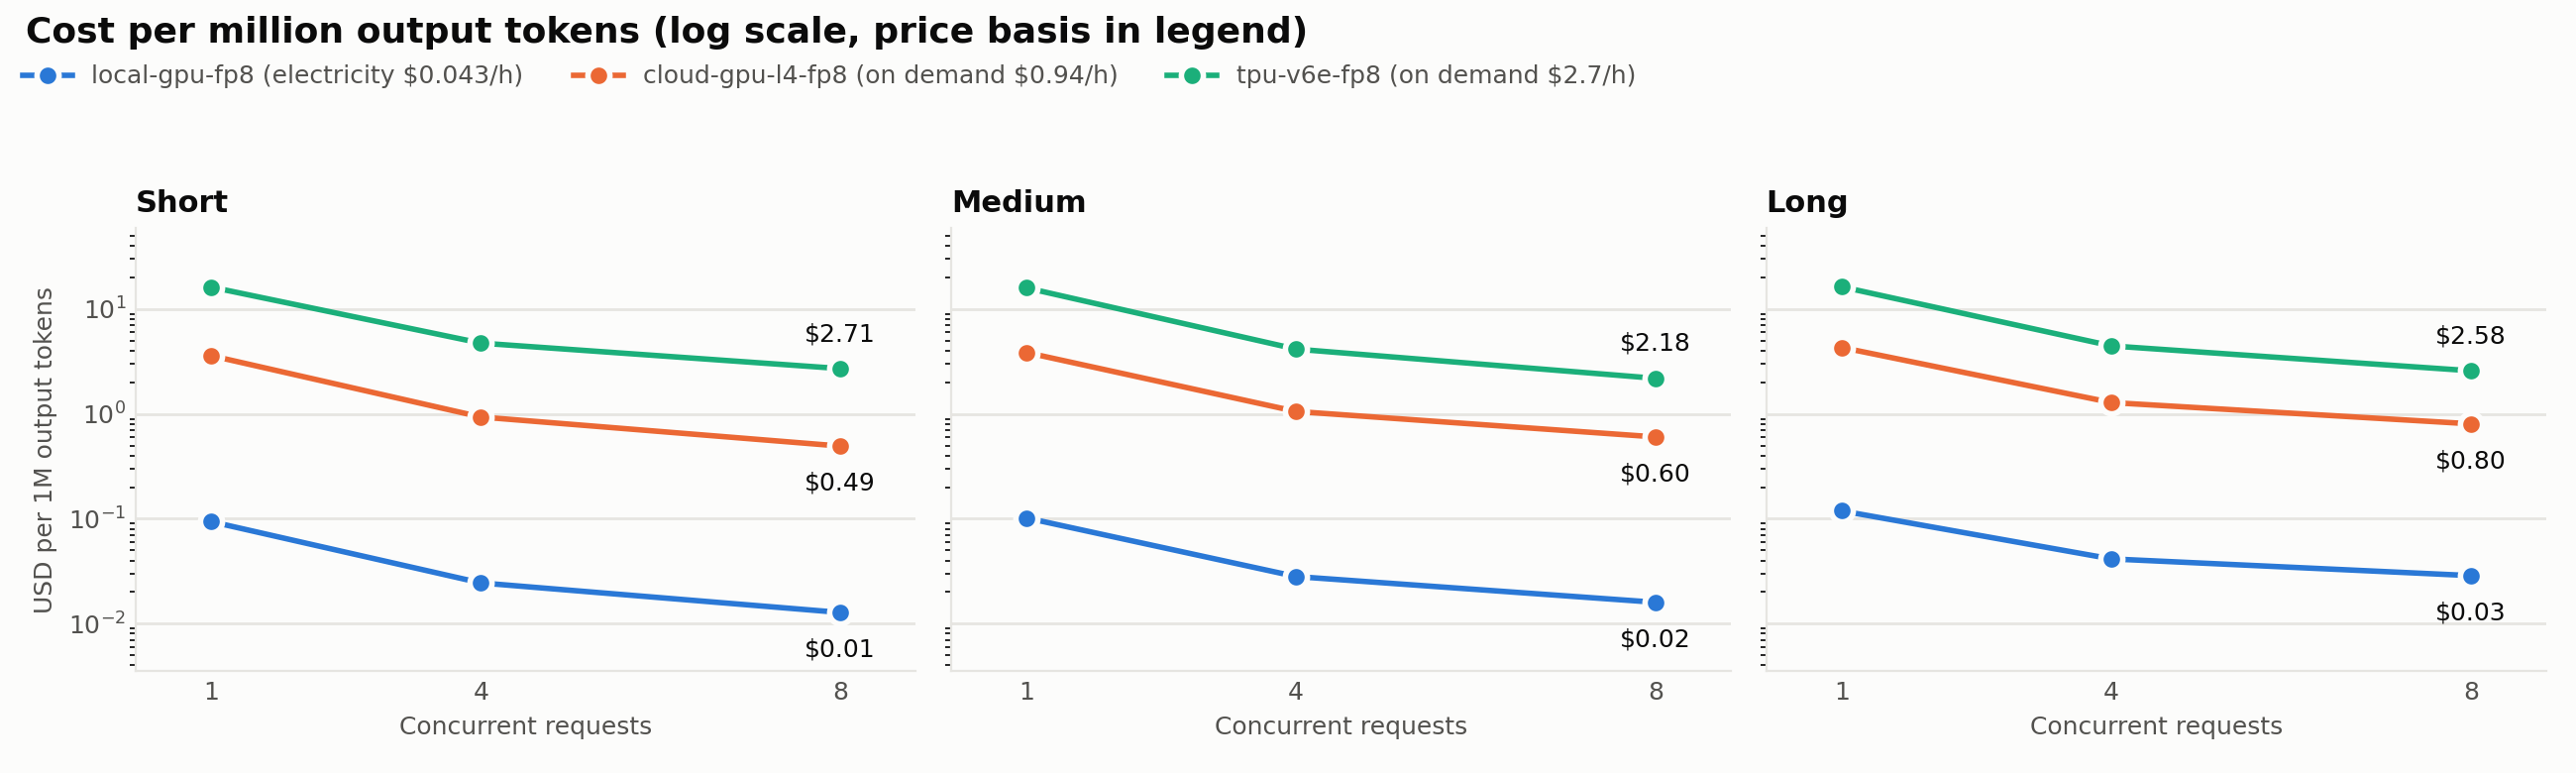 Cost per million output tokens (log scale, price basis in legend)
local-gpu-fp8 (electricity $0.043/h) cloud-gpu-l4-fp8 (on demand $0.94/h) tpu-v6e-fp8 (on demand $2.7/h)
Short
USD per 1M output tokens
10¹
10⁰
10⁻¹
10⁻²
$2.71
$0.49
$0.01
1 4 8
Concurrent requests
Medium
$2.18
$0.60
$0.02
1 4 8
Concurrent requests
Long
$2.58
$0.80
$0.03
1 4 8
Concurrent requests